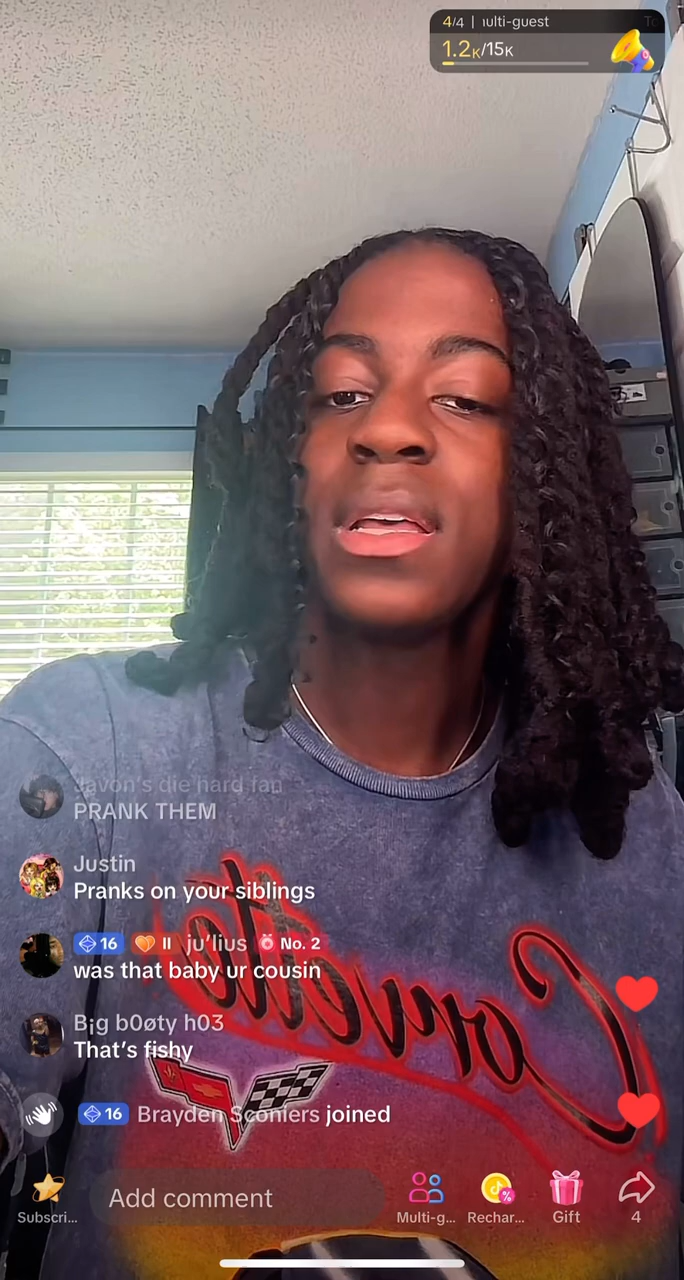 4/4 | ulti-guest To
1.2K/15K
Javon's die hard fan
PRANK THEM
Justin
Pranks on your siblings
16 II ju'lius No. 2
was that baby ur cousin
B¡g b0øty h03
That's fishy
16 Brayden Sconiers joined
Corvette
Subscri...
Add comment
Multi-g...
Rechar...
Gift
4